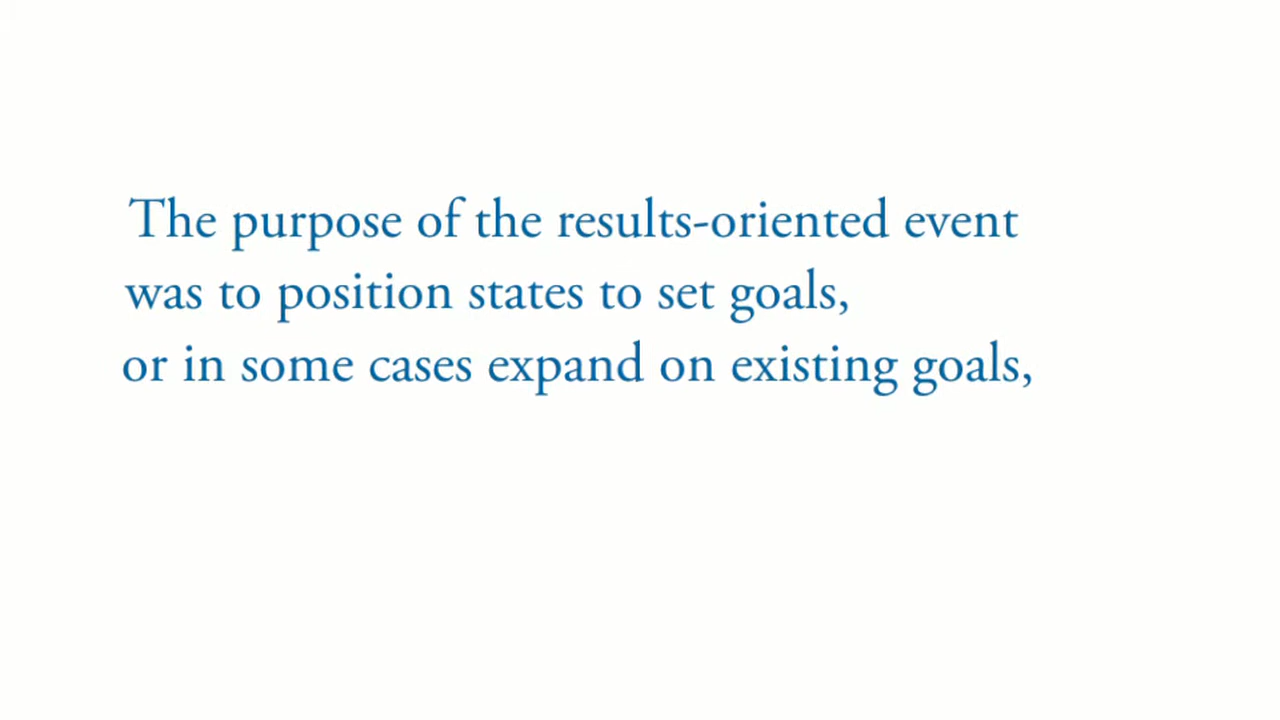 The purpose of the results-oriented event
was to position states to set goals,
or in some cases expand on existing goals,